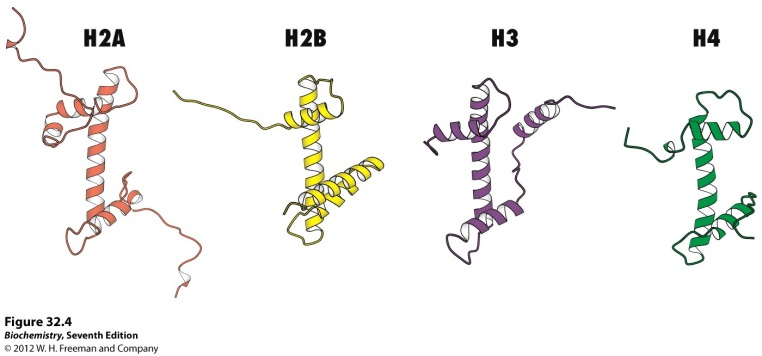 H2A H2B H3 H4
Figure 32.4
Biochemistry, Seventh Edition
© 2012 W. H. Freeman and Company